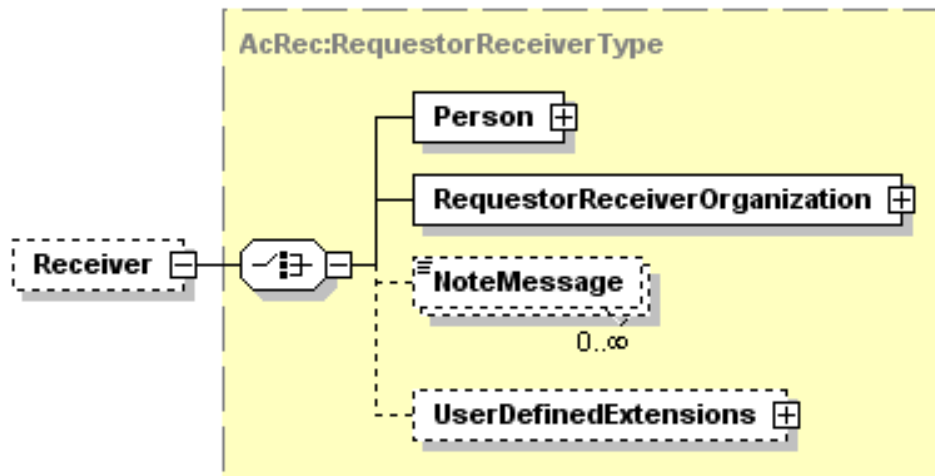 AcRec:RequestorReceiverType
Person
RequestorReceiverOrganization
Receiver
NoteMessage
0..∞
UserDefinedExtensions